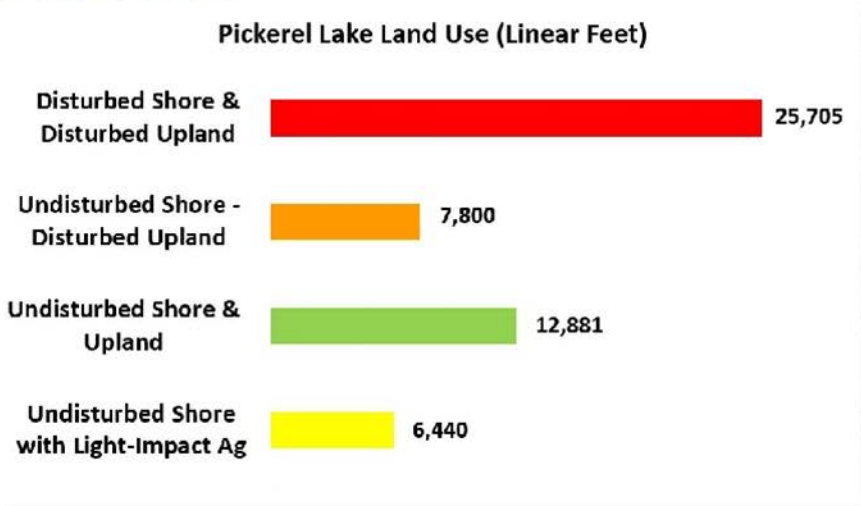 Pickerel Lake Land Use (Linear Feet)
Disturbed Shore &
Disturbed Upland
25,705
Undisturbed Shore -
Disturbed Upland
7,800
Undisturbed Shore &
Upland
12,881
Undisturbed Shore
with Light-Impact Ag
6,440